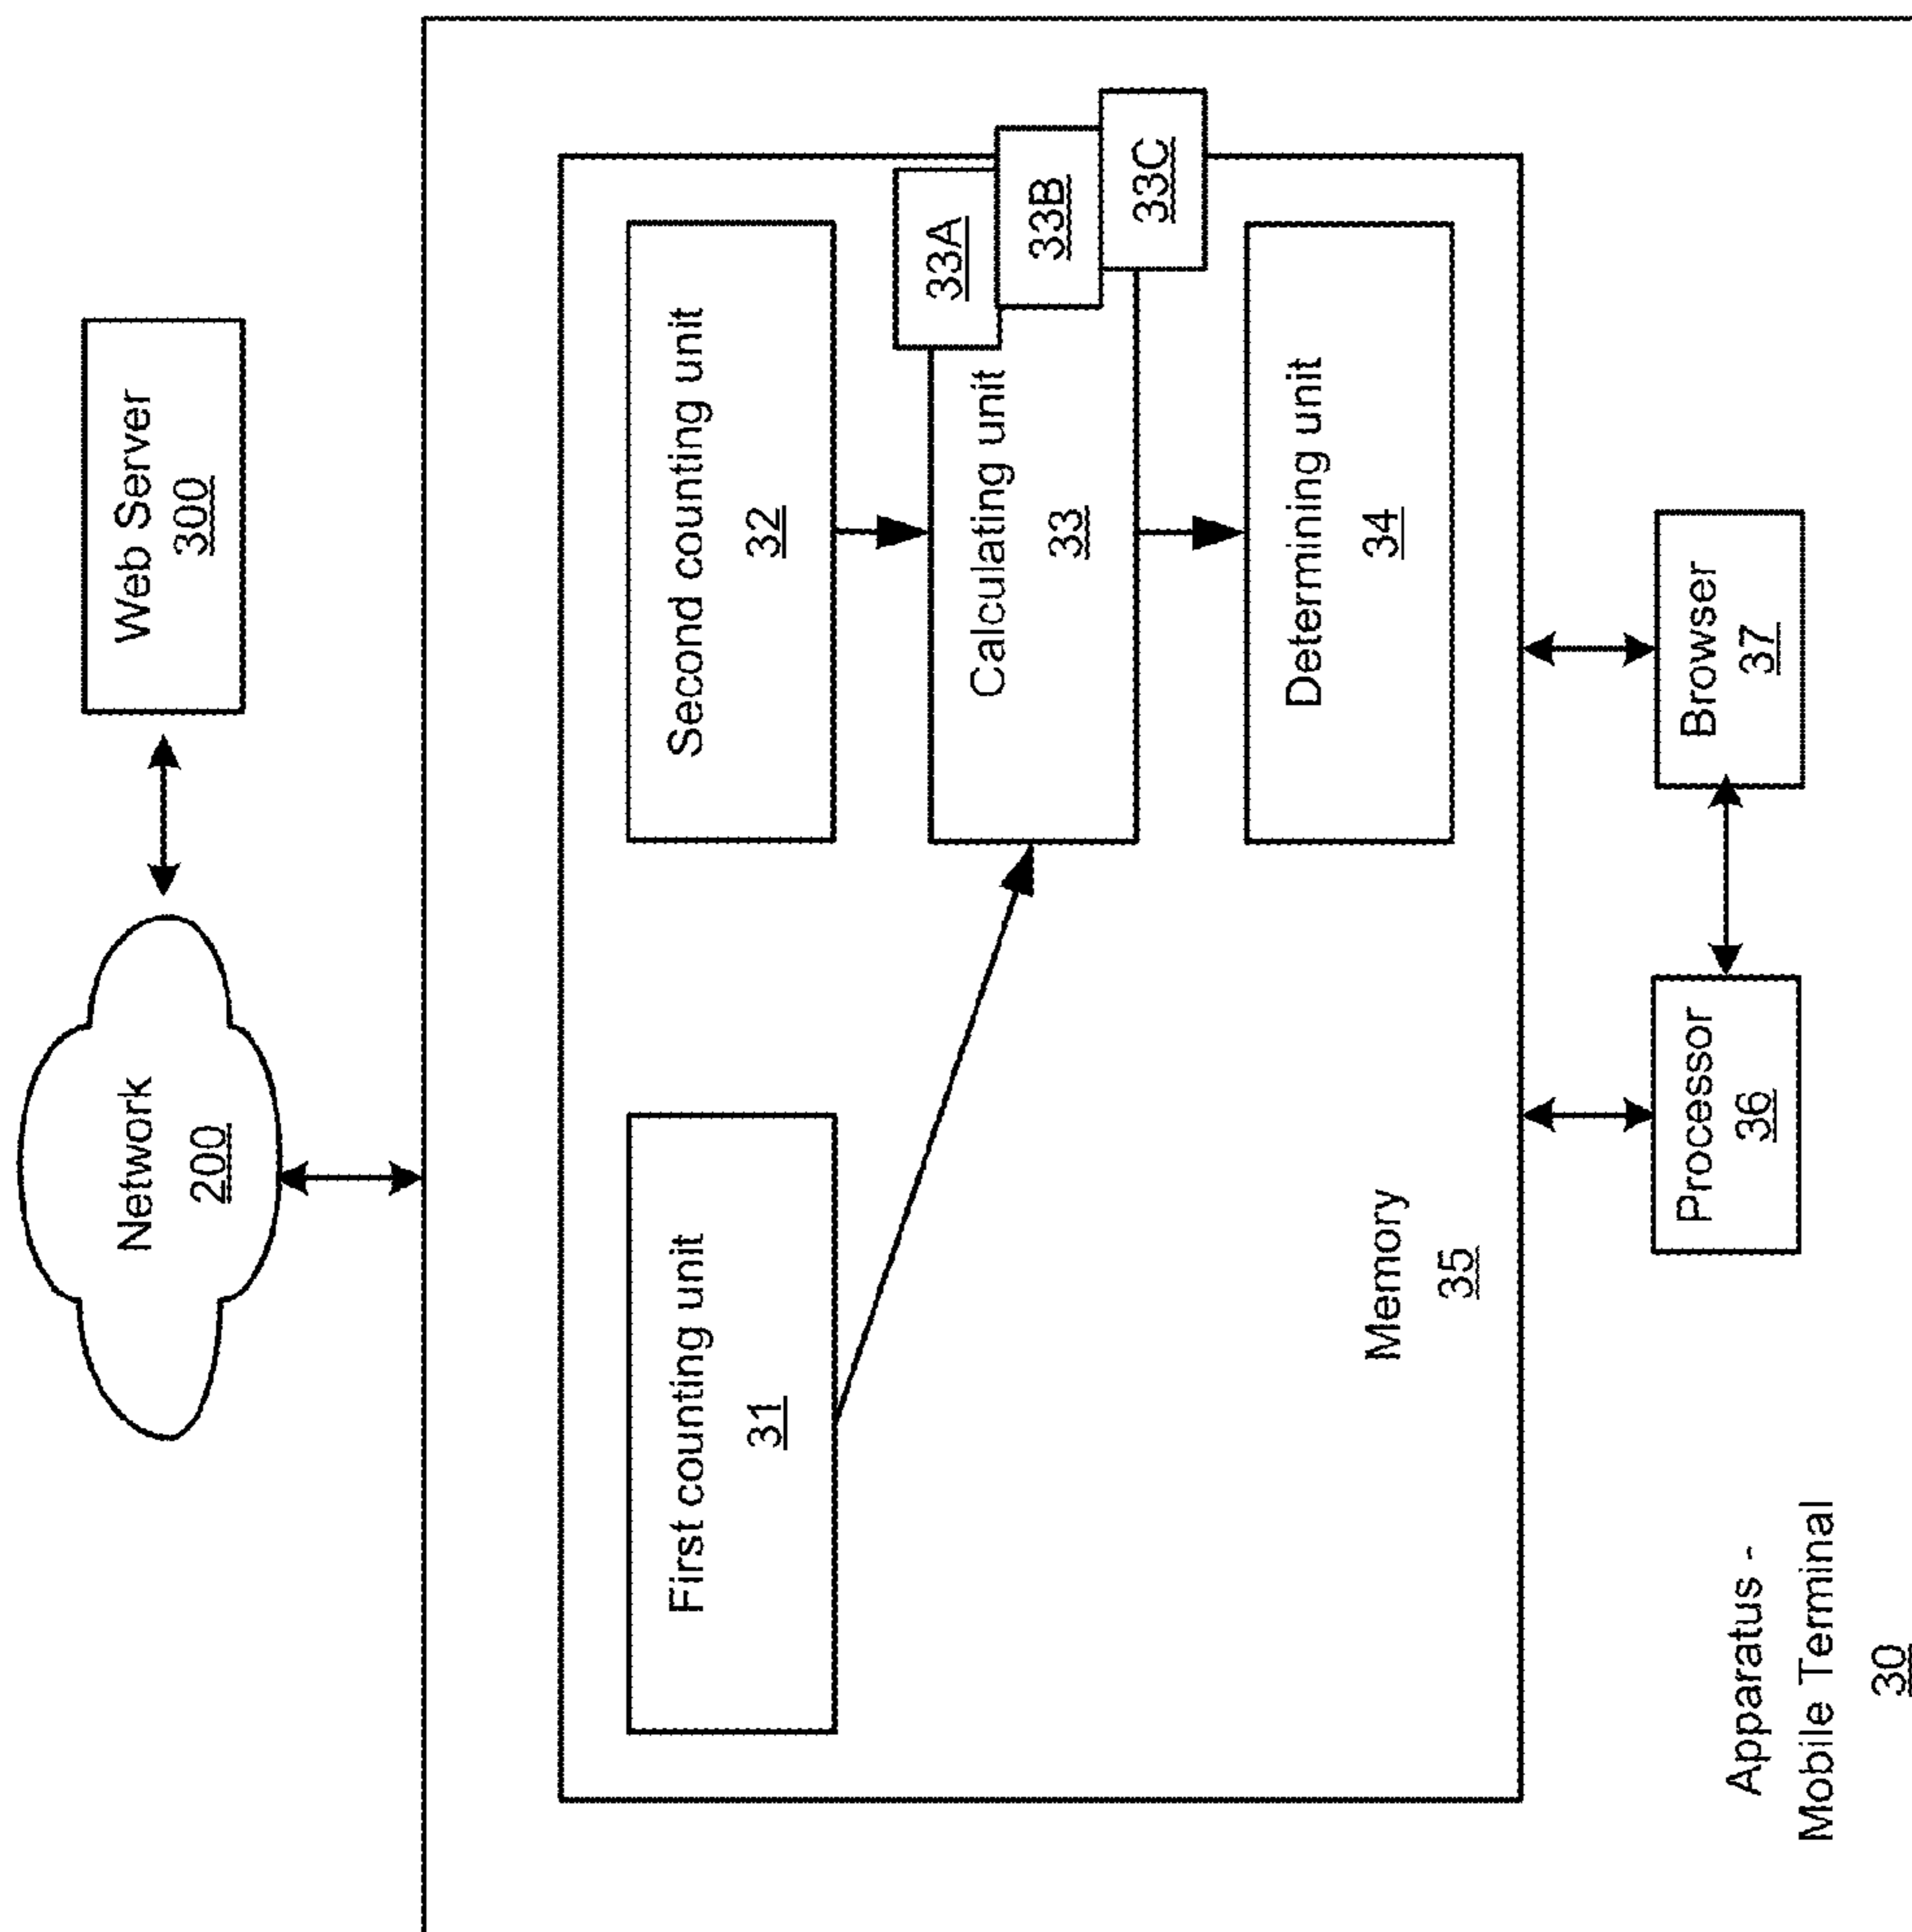 Network
200
Web Server
300
First counting unit
31
Second counting unit
32
33A
33B
33C
Calculating unit
33
Determining unit
34
Memory
35
Processor
36
Browser
37
Apparatus -
Mobile Terminal
30